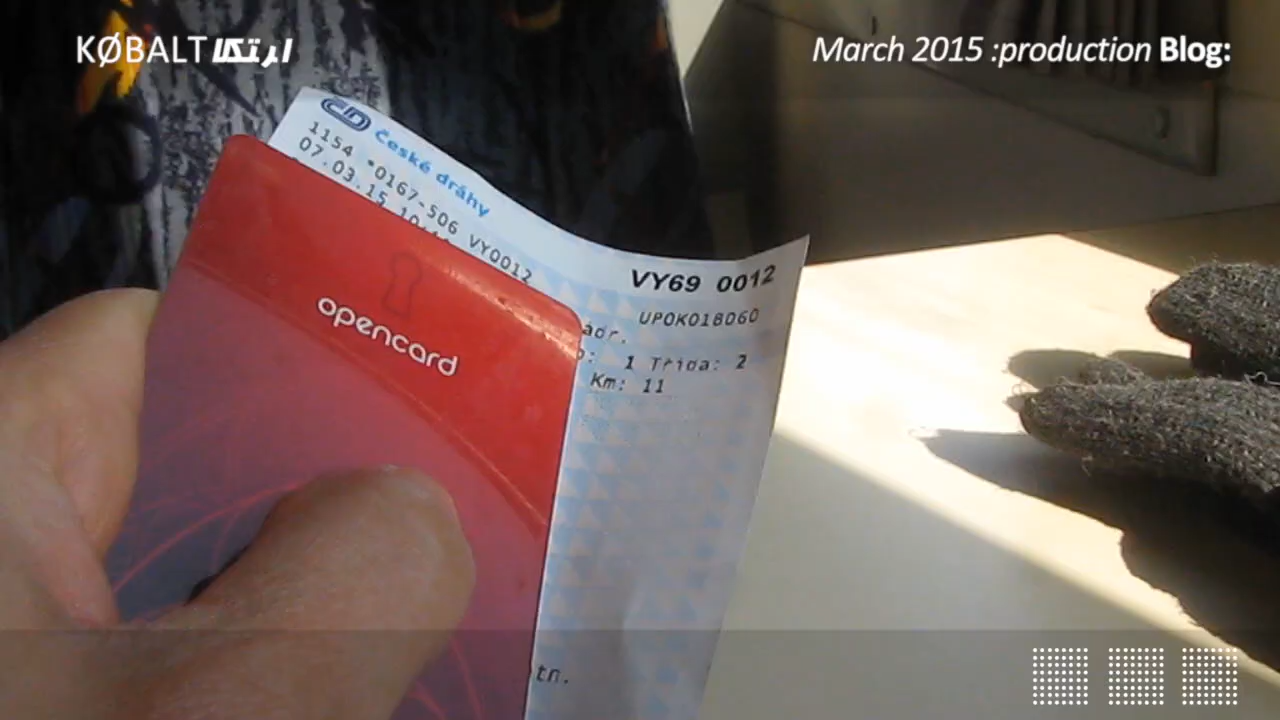 KØBALT ارتکا
March 2015 :production Blog:
České dráhy
1154 *0167-506 VY0012
07.03.15
VY69 0012
UPOK018060
1 Třída: 2
Km: 11
opencard